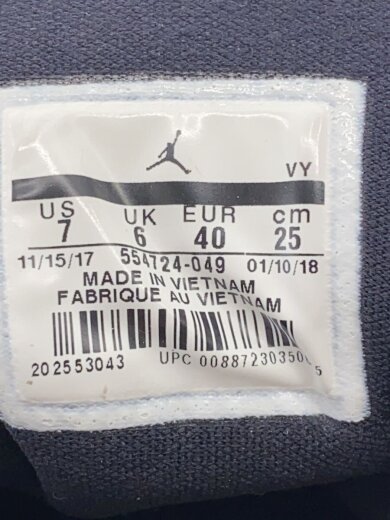 VY
US UK EUR cm
7 6 40 25
11/15/17 554724-049 01/10/18
MADE IN VIETNAM
FABRIQUE AU VIETNAM
202553043 UPC